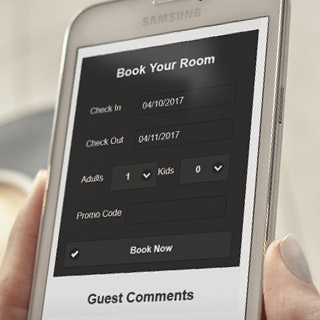 SAMSUNG
Book Your Room
Check In 04/10/2017
Check Out 04/11/2017
Adults 1 Kids 0
Promo Code
Book Now
Guest Comments